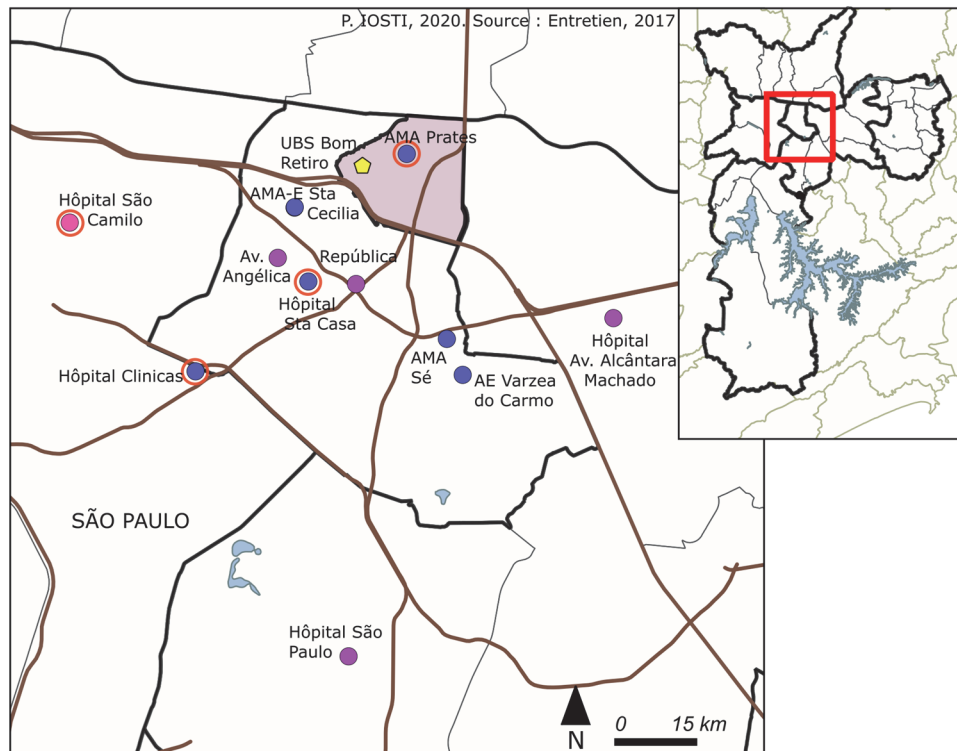 P. IOSTI, 2020. Source : Entretien, 2017
UBS Bom
Retiro
AMA Prates
AMA-E Sta
Cecilia
Hôpital São
Camilo
Av.
Angélica
República
Hôpital
Sta Casa
Hôpital
Av. Alcântara
Machado
AMA
Sé
Hôpital Clinicas
AE Varzea
do Carmo
SÃO PAULO
Hôpital São
Paulo
N
0 15 km